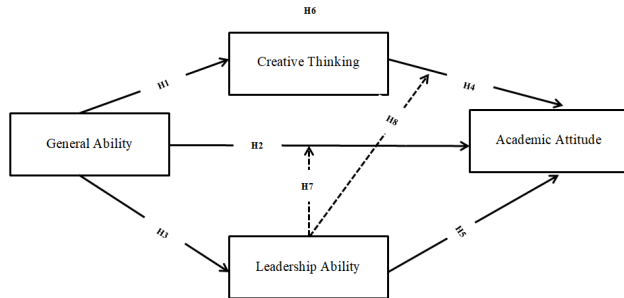 H6
Creative Thinking
H1
H4
H8
General Ability
H2
Academic Attitude
H7
H3
Leadership Ability
H5